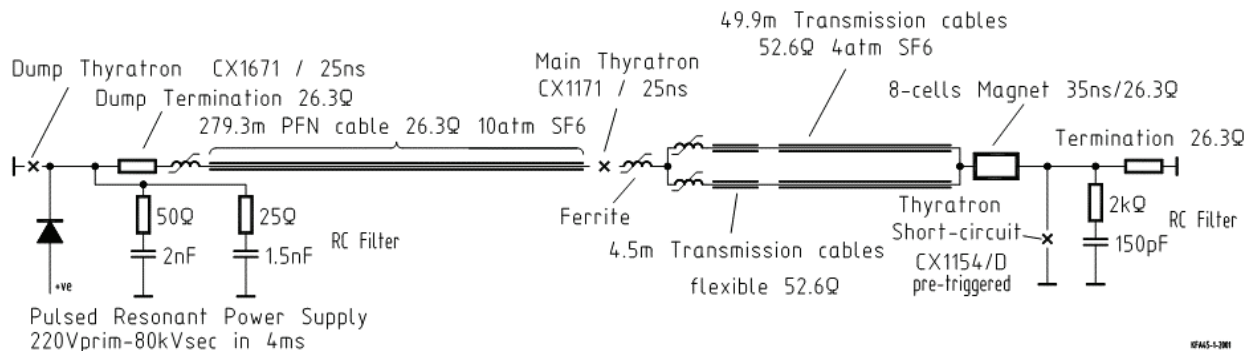 49.9m Transmission cables
52.6Ω 4atm SF6
Main Thyratron
CX1171 / 25ns
Dump Thyratron CX1671 / 25ns
Dump Termination 26.3Ω
8-cells Magnet 35ns/26.3Ω
279.3m PFN cable 26.3Ω 10atm SF6
Termination 26.3Ω
Ferrite
50Ω
2nF
25Ω
1.5nF
RC Filter
4.5m Transmission cables
flexible 52.6Ω
Thyratron
Short-circuit
CX1154/D
pre-triggered
2kΩ
150pF
RC Filter
+ve
Pulsed Resonant Power Supply
220Vprim-80kVsec in 4ms
KFA45-1-2001